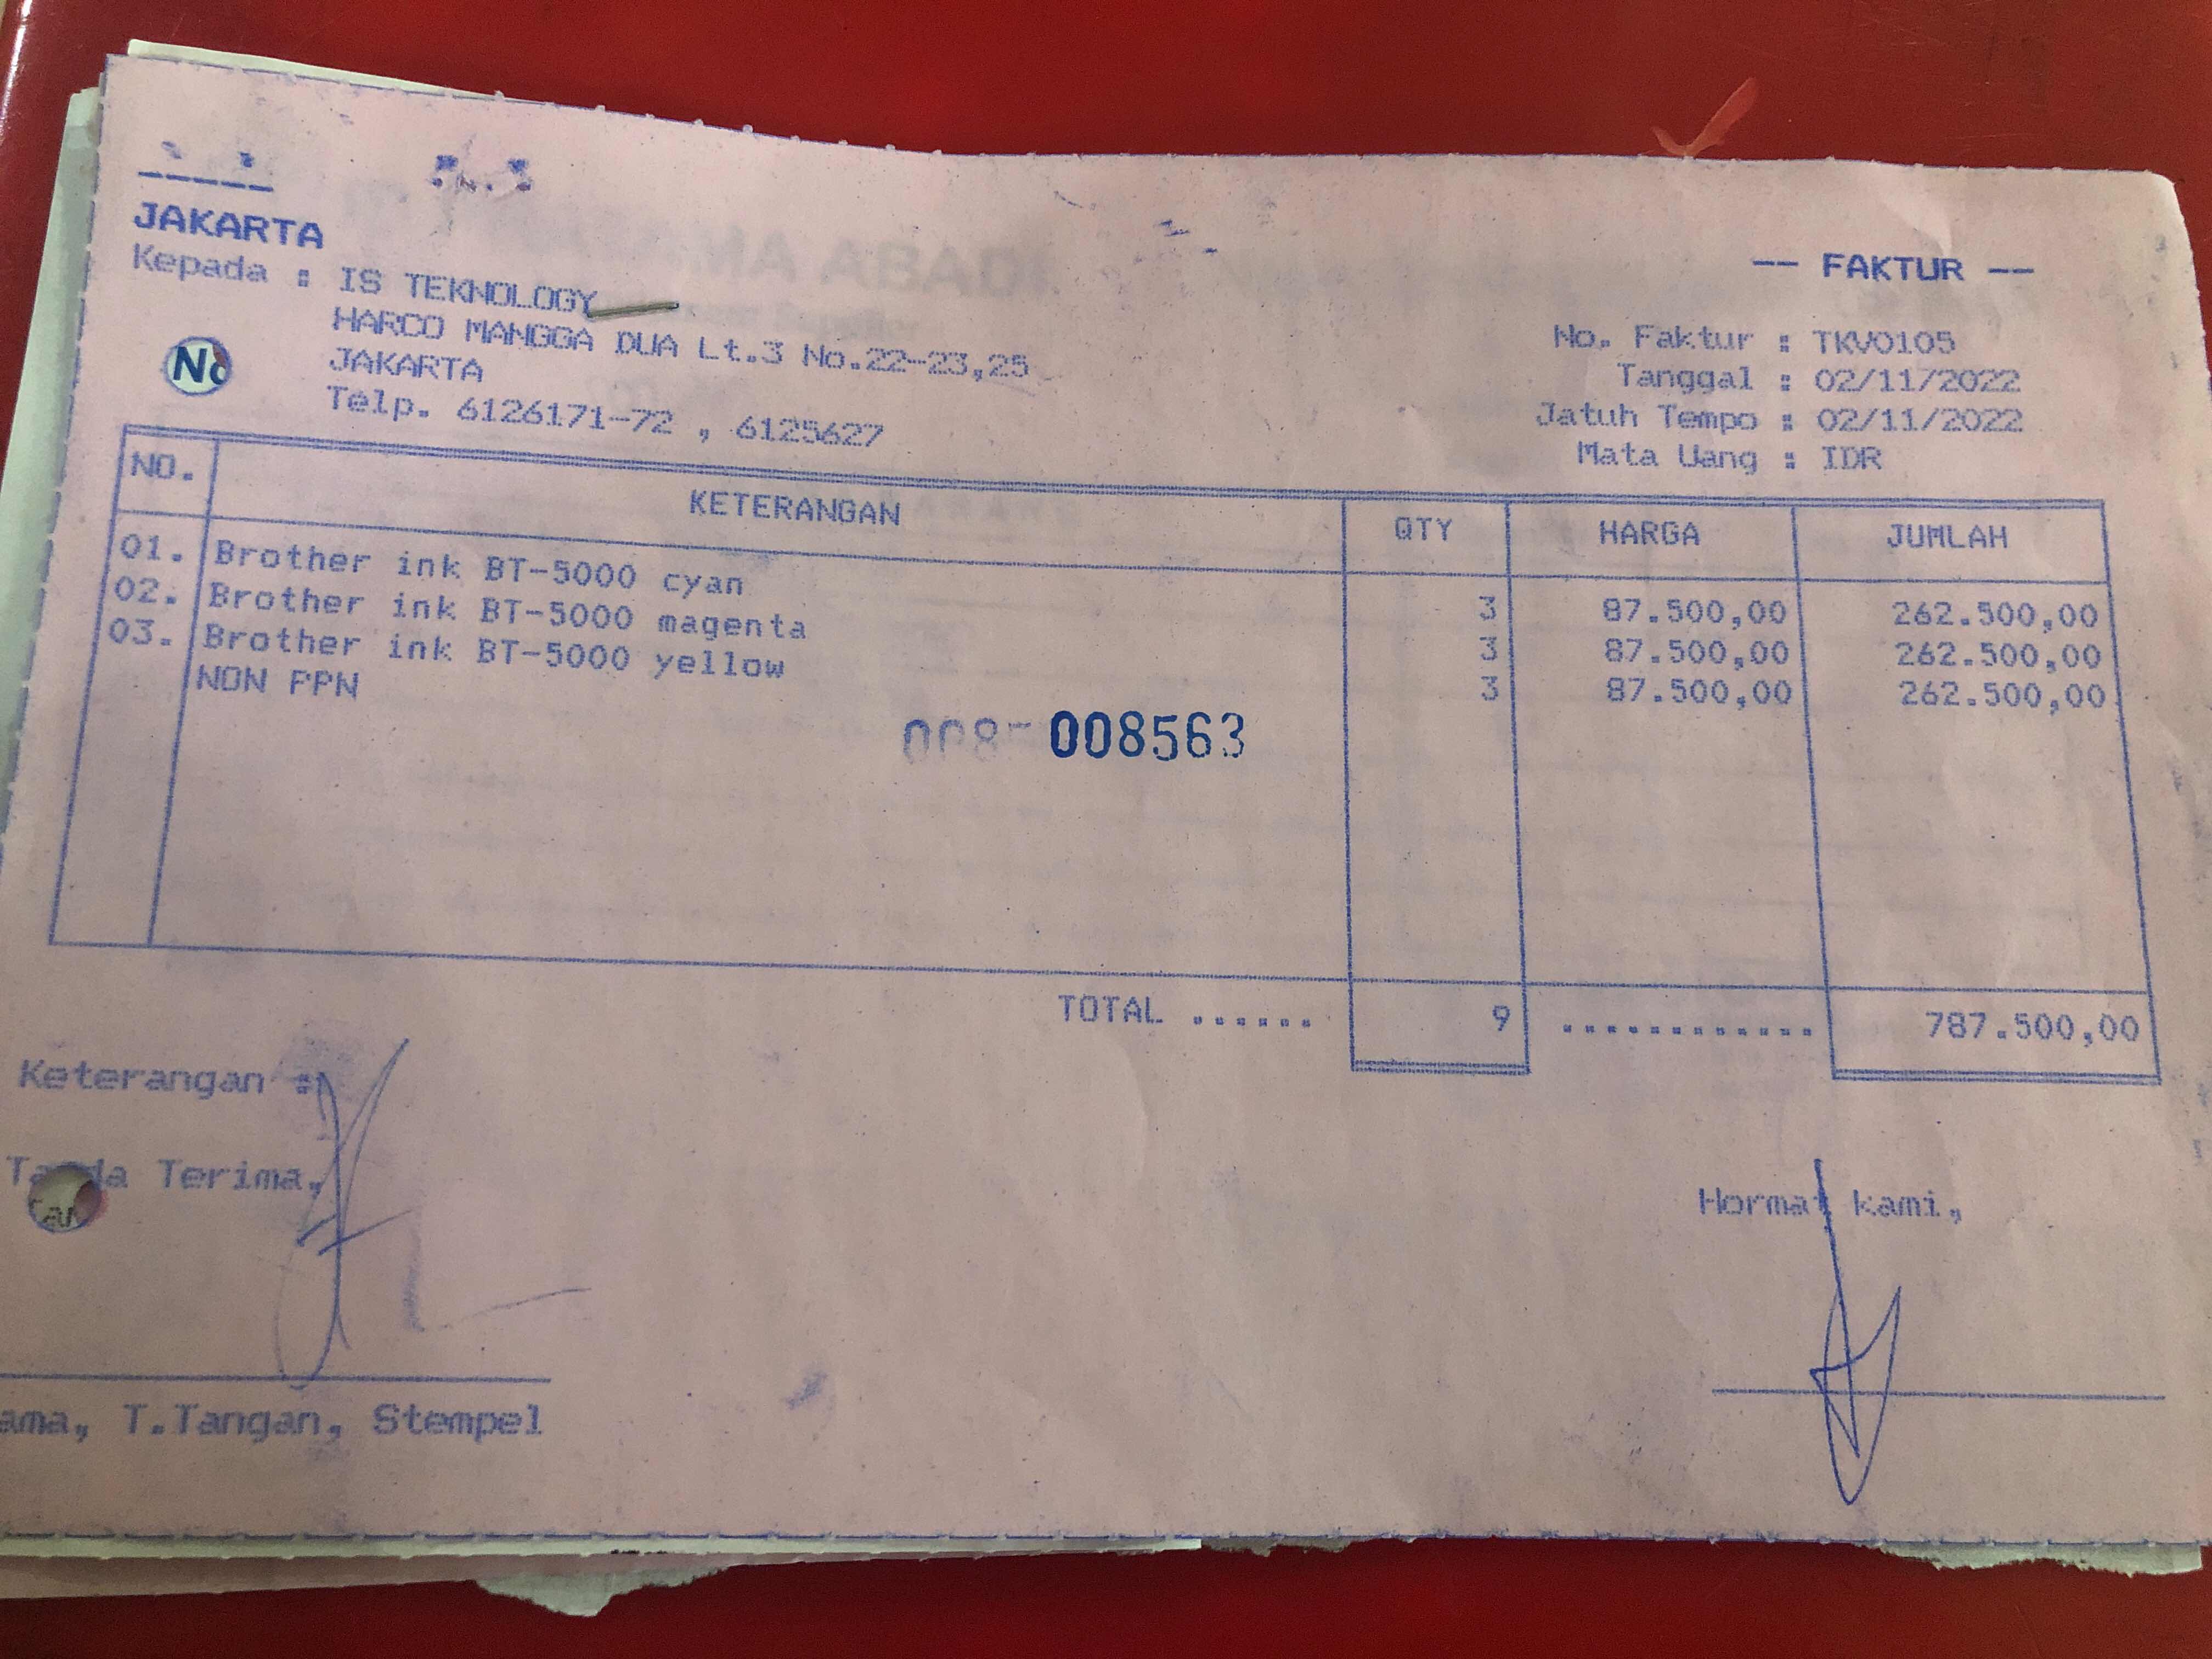 JAKARTA
Kepada : IS TEKNOLOGY
HARCO MANGGA DUA Lt.3 No.22-23,25
JAKARTA
Telp. 6126171-72 , 6125627
No
-- FAKTUR --
No. Faktur : TKV0105
Tanggal : 02/11/2022
Jatuh Tempo : 02/11/2022
Mata Uang : IDR
NO. KETERANGAN QTY HARGA JUMLAH
01. Brother ink BT-5000 cyan 3 87.500,00 262.500,00
02. Brother ink BT-5000 magenta 3 87.500,00 262.500,00
03. Brother ink BT-5000 yellow 3 87.500,00 262.500,00
NON PPN
008563
TOTAL ...... 9 ............. 787.500,00
Keterangan :
Tanda Terima,
Hormat kami,
ama, T.Tangan, Stempel